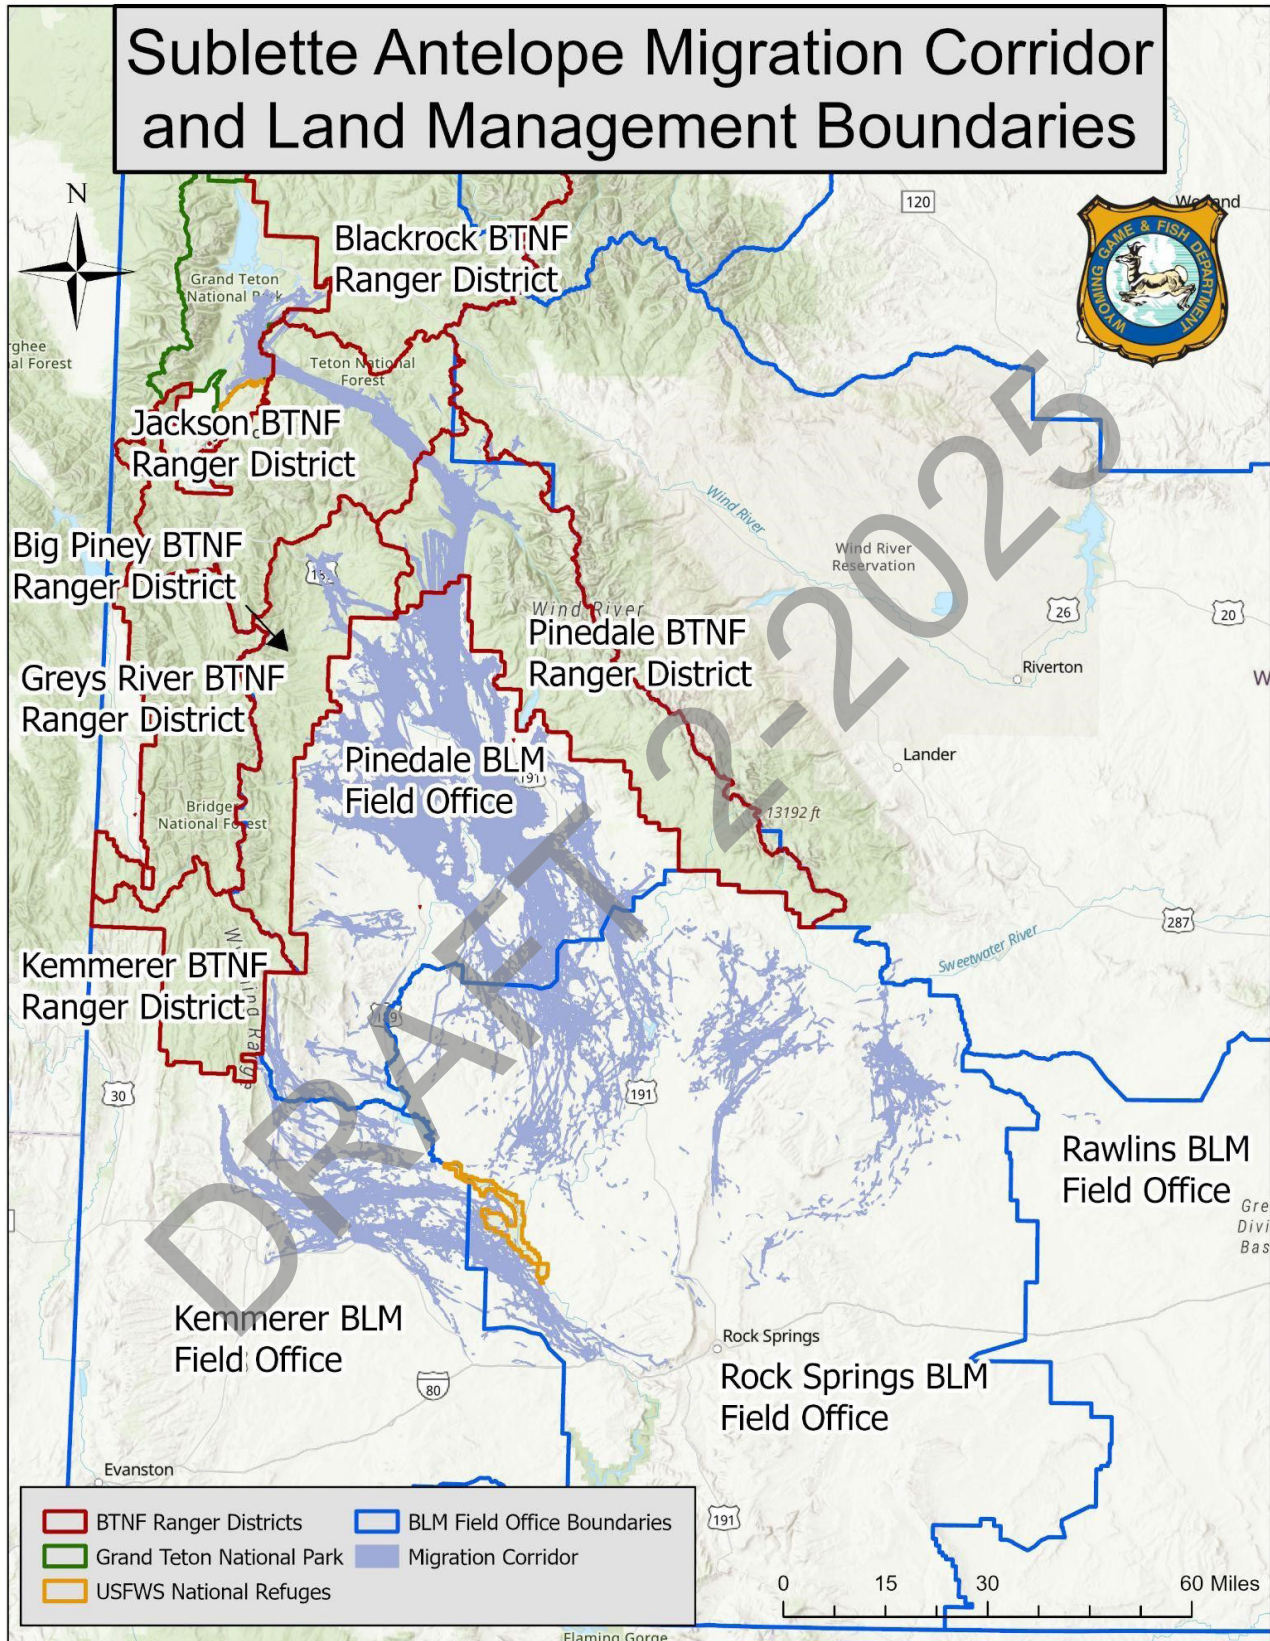 Sublette Antelope Migration Corridor
and Land Management Boundaries
N
120
WYOMING GAME & FISH DEPARTMENT
Blackrock BTNF
Ranger District
Grand Teton
National Park
Teton National
Forest
Jackson BTNF
Ranger District
Wind River
Wind River
Reservation
26
20
Big Piney BTNF
Ranger District
Wind River
Pinedale BTNF
Ranger District
Riverton
Greys River BTNF
Ranger District
Lander
Pinedale BLM
Field Office
191
13192 ft
National Forest
287
Sweetwater River
Kemmerer BTNF
Ranger District
189
30
191
Rawlins BLM
Field Office
DRAFT 2-2025
Kemmerer BLM
Field Office
Rock Springs
Rock Springs BLM
Field Office
80
Evanston
191
BTNF Ranger Districts
BLM Field Office Boundaries
Grand Teton National Park
Migration Corridor
USFWS National Refuges
0 15 30 60 Miles
Flaming Gorge